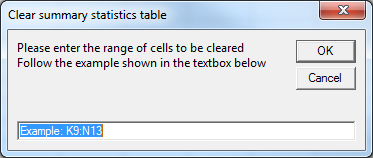 Clear summary statistics table
Please enter the range of cells to be cleared
Follow the example shown in the textbox below
OK
Cancel
Example: K9:N13